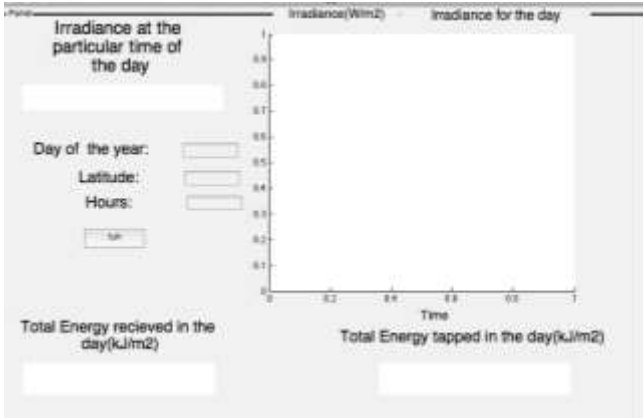 Panel
Irradiance(W/m2)
Irradiance for the day
Irradiance at the
particular time of
the day
Day of the year:
Latitude:
Hours:
1
0.9
0.8
0.7
0.6
0.5
0.4
0.3
0.2
0.1
0
0
0.2
0.4
0.6
0.8
1
Time
Total Energy recieved in the
day(kJ/m2)
Total Energy tapped in the day(kJ/m2)